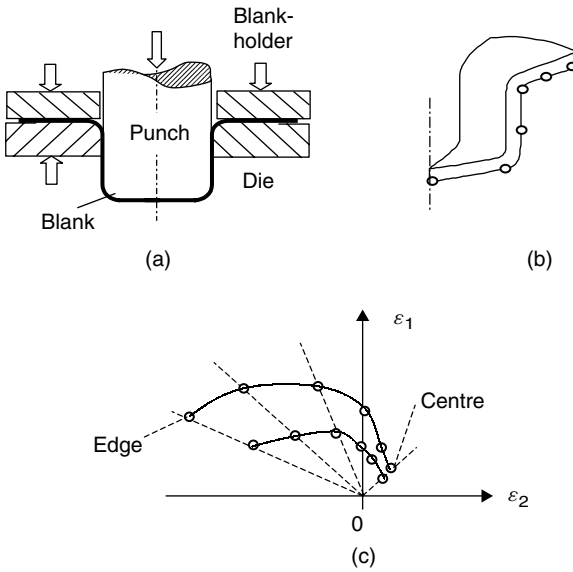 Blank-
holder
Punch
Die
Blank
(a)
(b)
ε1
Centre
Edge
ε2
0
(c)